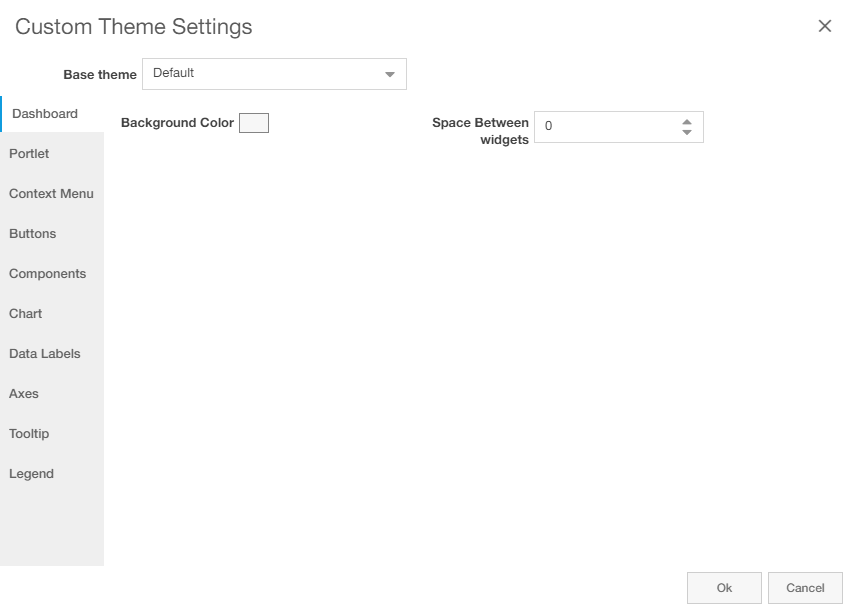 Custom Theme Settings
Base theme
Default
Dashboard
Background Color
Space Between
widgets
0
Portlet
Context Menu
Buttons
Components
Chart
Data Labels
Axes
Tooltip
Legend
Ok
Cancel